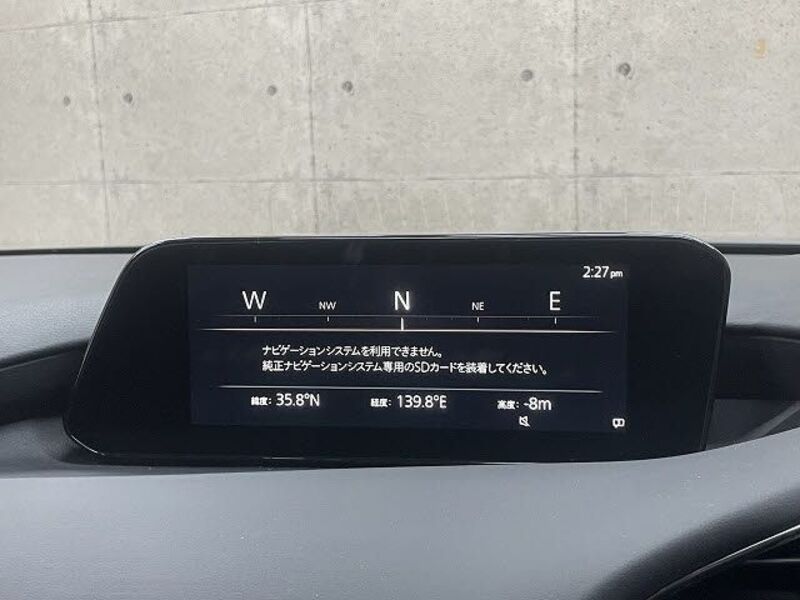 2:27pm
W NW N NE E
ナビゲーションシステムを利用できません。
純正ナビゲーションシステム専用のSDカードを装着してください。
緯度: 35.8°N 経度: 139.8°E 高度: -8m